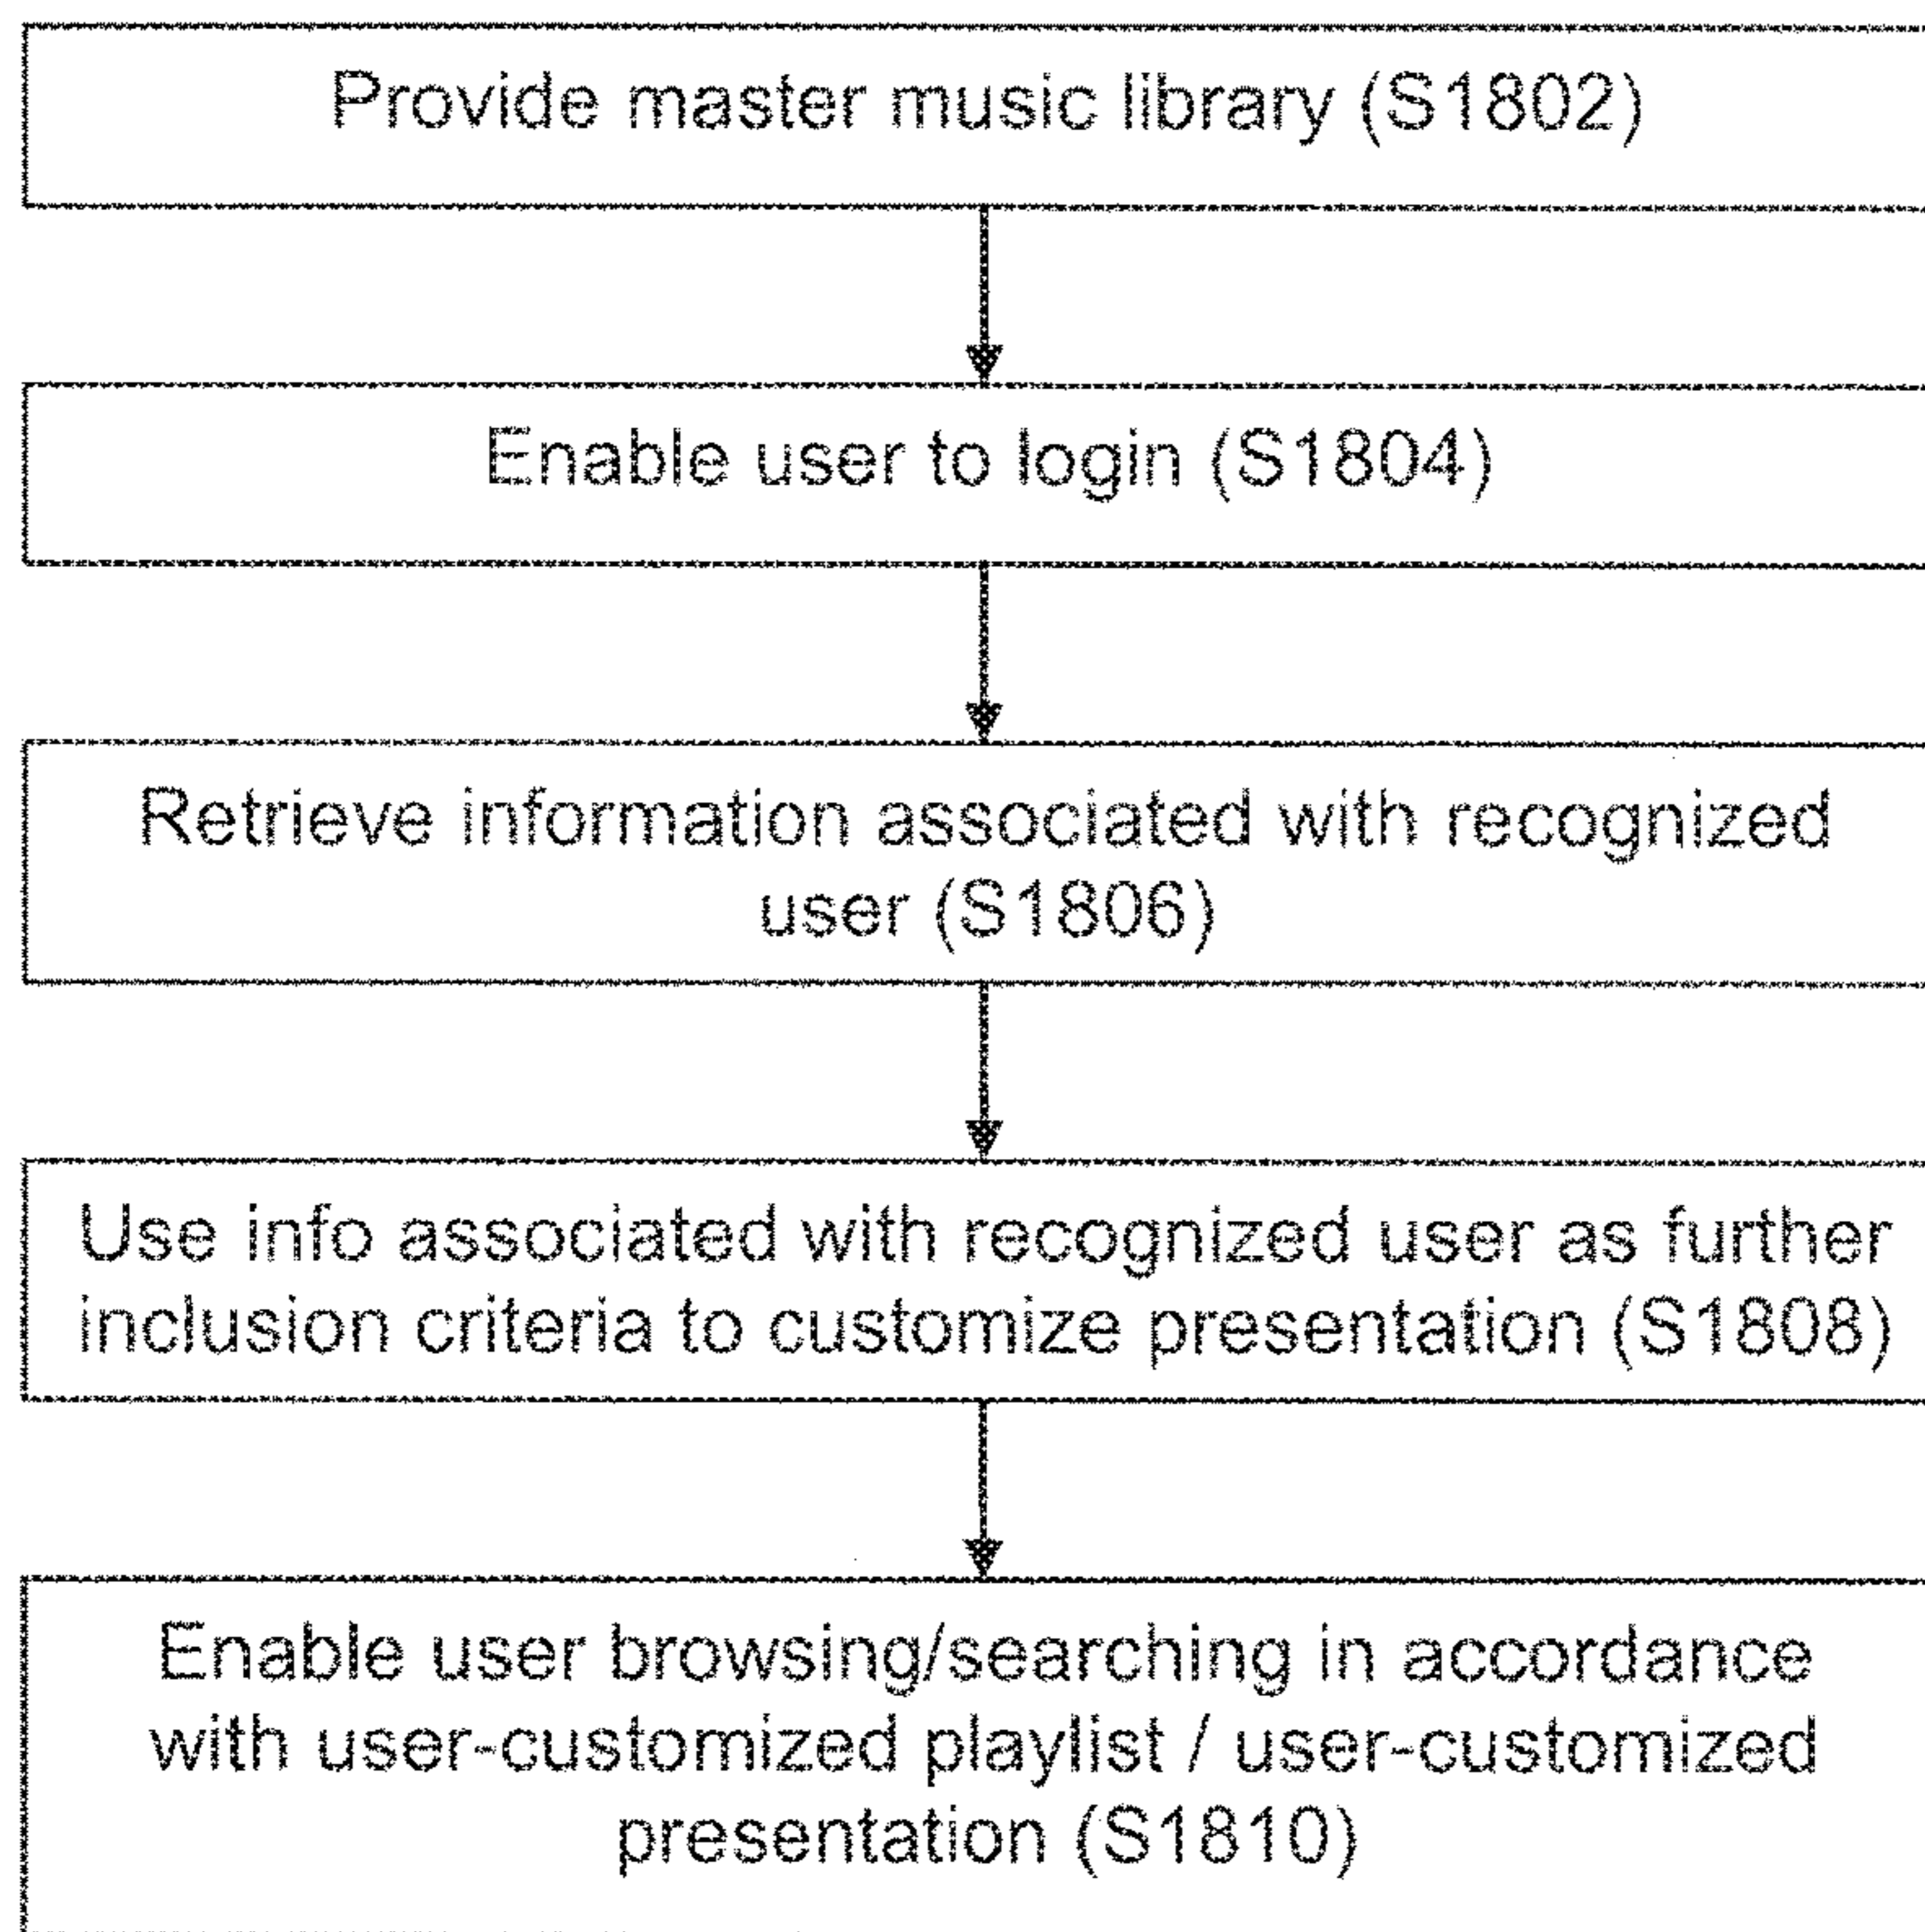 Provide master music library (S1802)
Enable user to login (S1804)
Retrieve information associated with recognized
user (S1806)
Use info associated with recognized user as further
inclusion criteria to customize presentation (S1808)
Enable user browsing/searching in accordance
with user-customized playlist / user-customized
presentation (S1810)